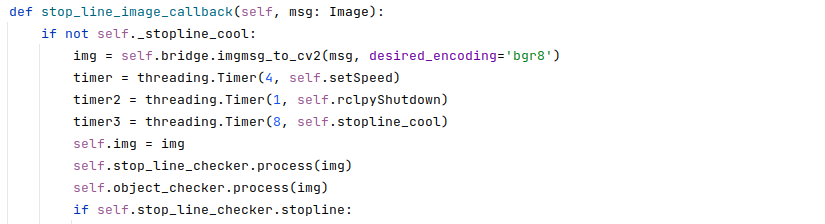 def stop_line_image_callback(self, msg: Image):
if not self._stopline_cool:
img = self.bridge.imgmsg_to_cv2(msg, desired_encoding='bgr8')
timer = threading.Timer(4, self.setSpeed)
timer2 = threading.Timer(1, self.rclpyShutdown)
timer3 = threading.Timer(8, self.stopline_cool)
self.img = img
self.stop_line_checker.process(img)
self.object_checker.process(img)
if self.stop_line_checker.stopline: